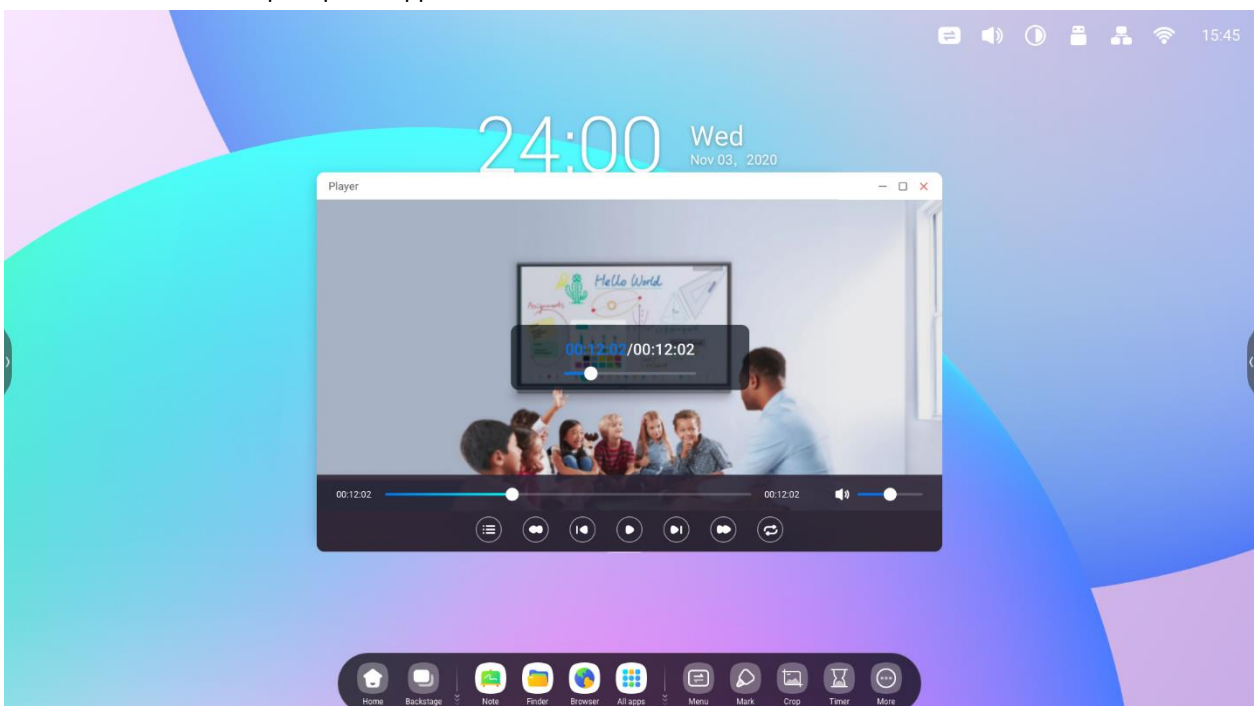 15:45
24:00
Wed
Nov 03, 2020
Player
Hello World
Assignments
00:12:02/00:12:02
00:12:02
00:12:02
Home
Backstage
Note
Finder
Browser
All apps
Menu
Mark
Crop
Timer
More